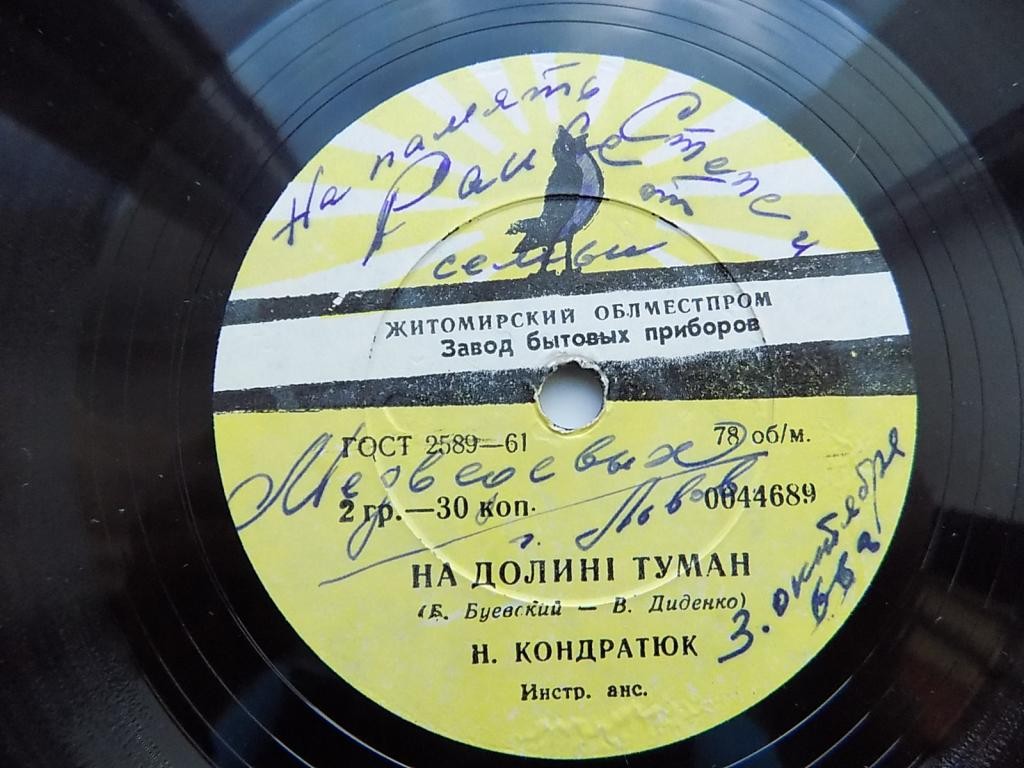 На память
Раисе Степ
от
семьи
ЖИТОМИРСКИЙ ОБЛМЕСТПРОМ
Завод бытовых приборов
ГОСТ 2589—61
78 об/м.
Медведевых
2 гр.—30 коп.
0044689
г. Львов
НА ДОЛИНІ ТУМАН
(Б. Буевский — В. Диденко)
Н. КОНДРАТЮК
Инстр. анс.
3. октября